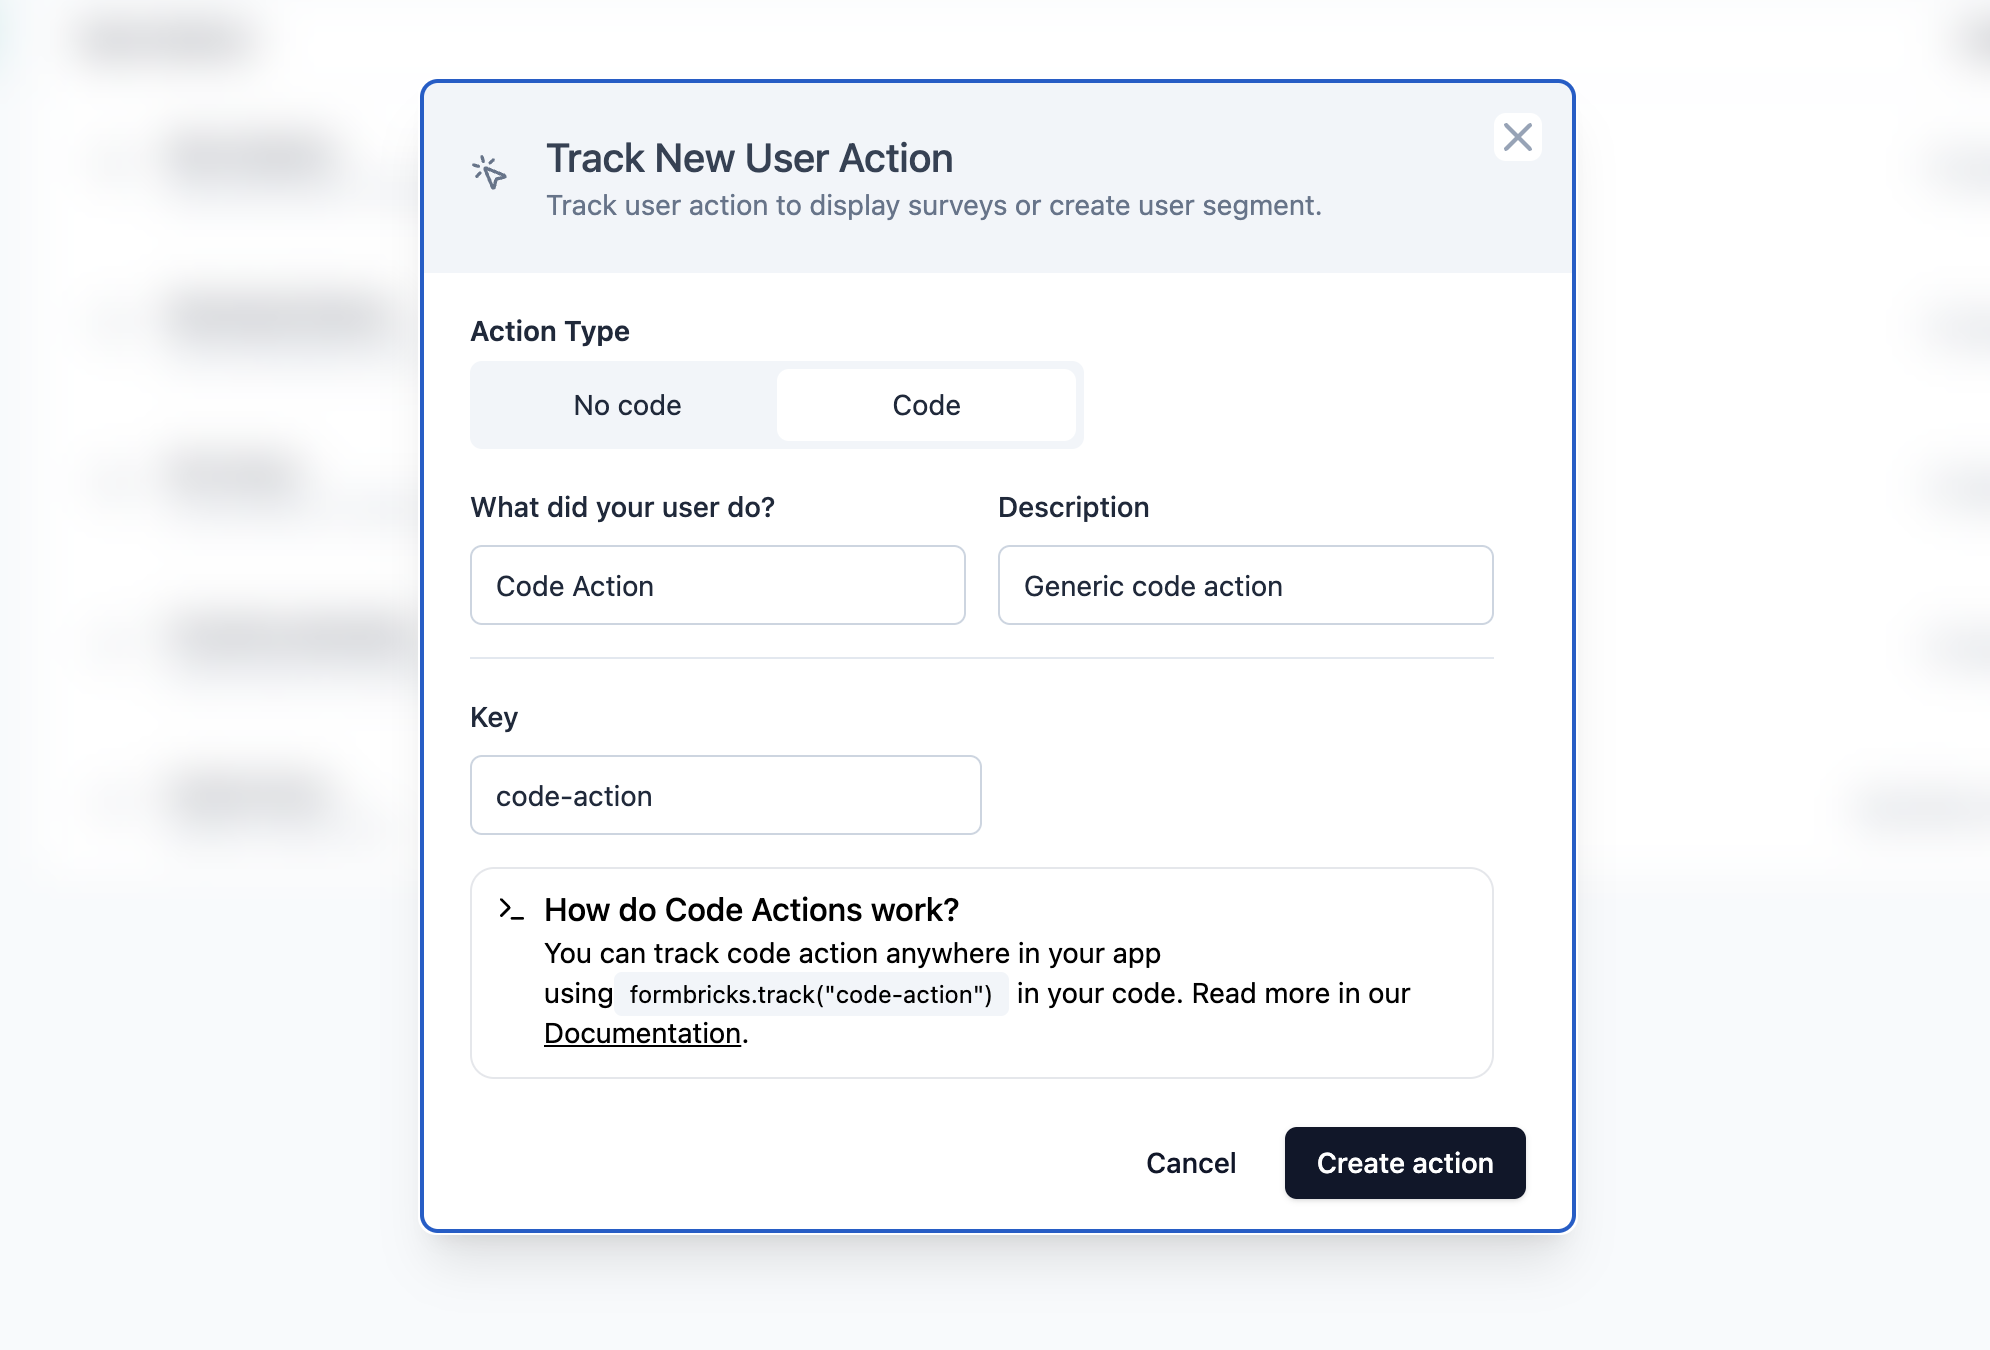 Track New User Action
Track user action to display surveys or create user segment.
Action Type
No code
Code
What did your user do?
Description
Code Action
Generic code action
Key
code-action
How do Code Actions work?
You can track code action anywhere in your app
using formbricks.track("code-action") in your code. Read more in our
Documentation.
Cancel
Create action